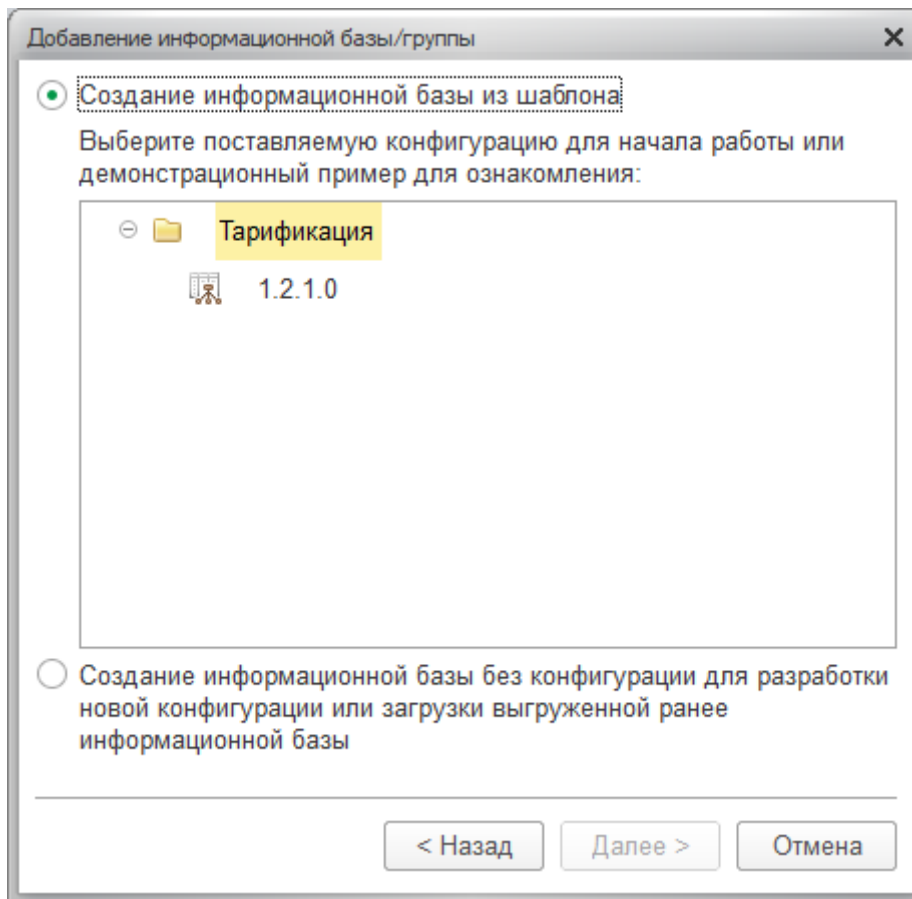 Добавление информационной базы/группы
Создание информационной базы из шаблона
Выберите поставляемую конфигурацию для начала работы или
демонстрационный пример для ознакомления:
Тарификация
1.2.1.0
Создание информационной базы без конфигурации для разработки
новой конфигурации или загрузки выгруженной ранее
информационной базы
< Назад
Далее >
Отмена